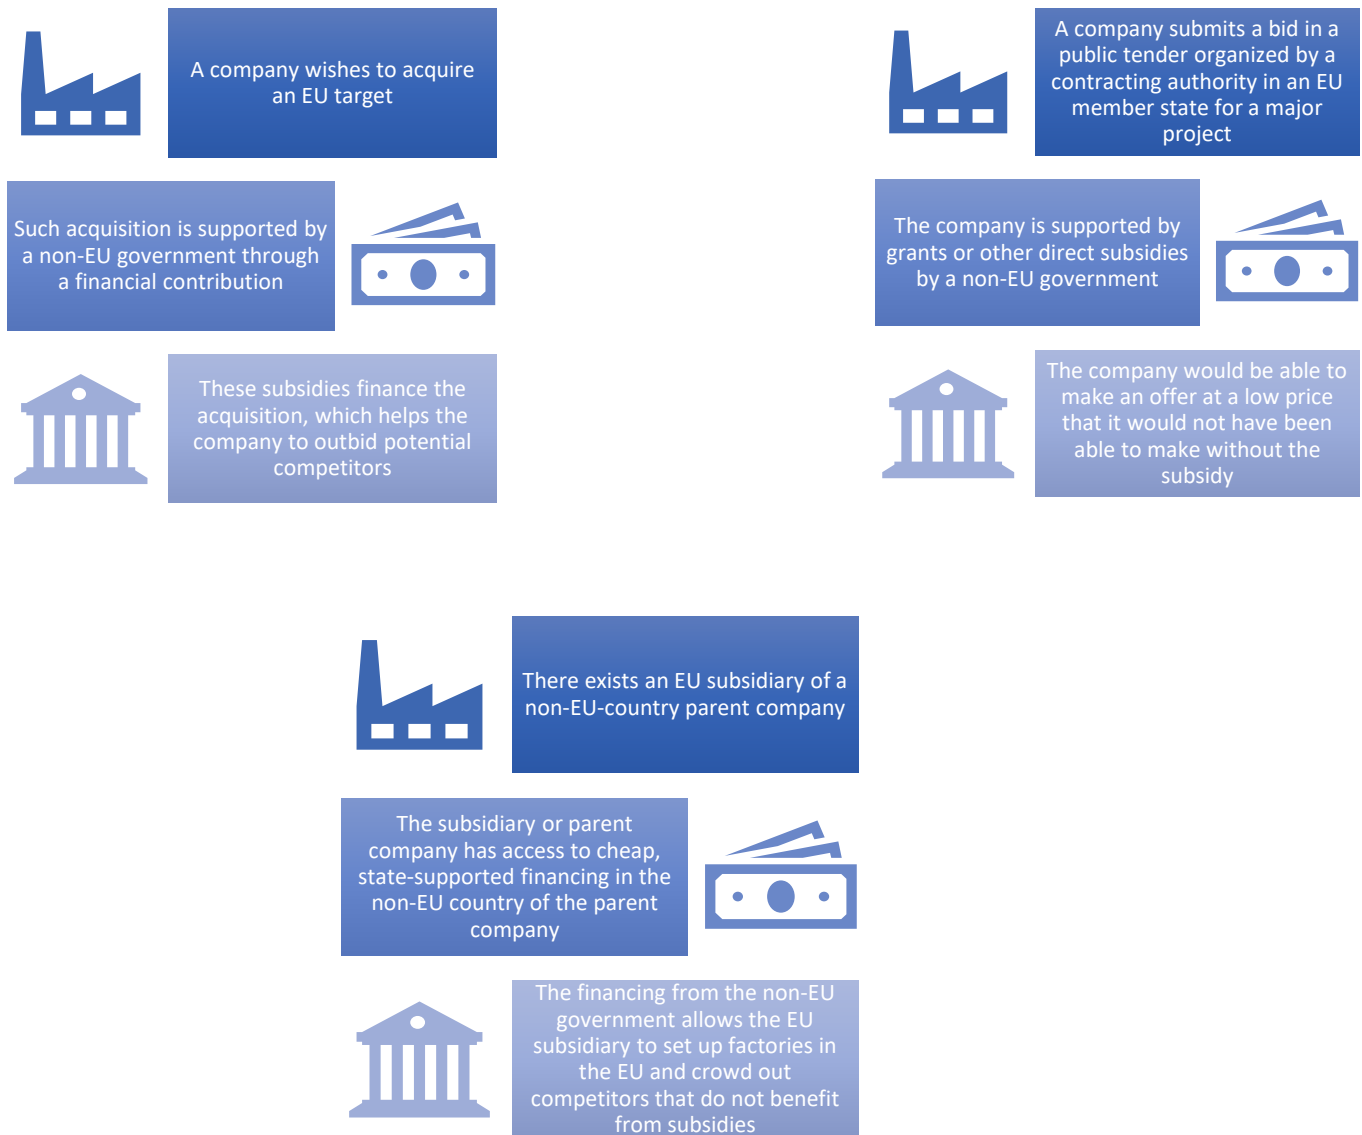 A company wishes to acquire
an EU target
Such acquisition is supported by
a non-EU government through
a financial contribution
These subsidies finance the
acquisition, which helps the
company to outbid potential
competitors
A company submits a bid in a
public tender organized by a
contracting authority in an EU
member state for a major
project
The company is supported by
grants or other direct subsidies
by a non-EU government
The company would be able to
make an offer at a low price
that it would not have been
able to make without the
subsidy
There exists an EU subsidiary of a
non-EU-country parent company
The subsidiary or parent
company has access to cheap,
state-supported financing in the
non-EU country of the parent
company
The financing from the non-EU
government allows the EU
subsidiary to set up factories in
the EU and crowd out
competitors that do not benefit
from subsidies